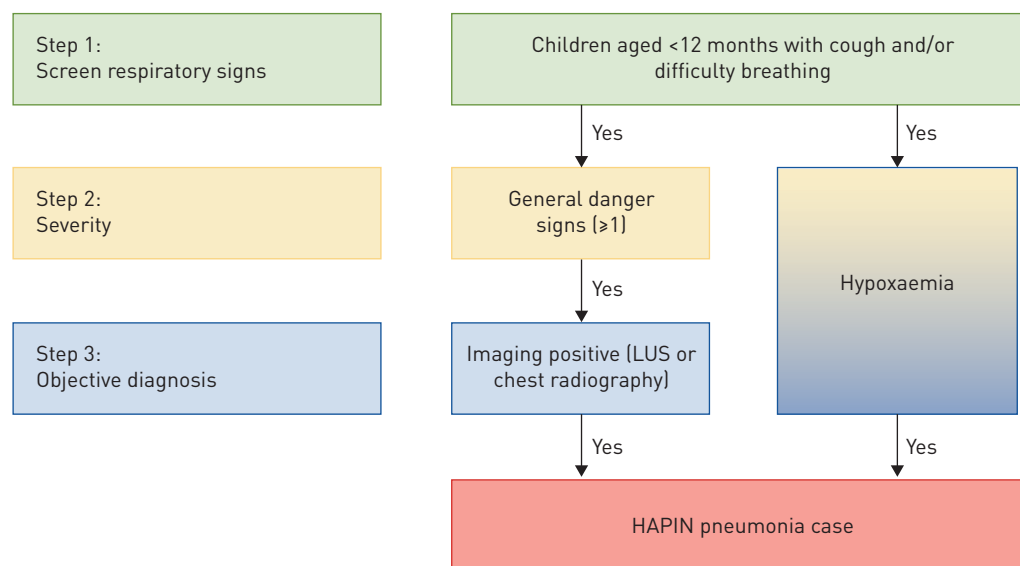 Step 1:
Screen respiratory signs
Children aged <12 months with cough and/or
difficulty breathing
Yes
Yes
Step 2:
Severity
General danger
signs (⩾1)
Hypoxaemia
Yes
Step 3:
Objective diagnosis
Imaging positive (LUS or
chest radiography)
Yes
Yes
HAPIN pneumonia case